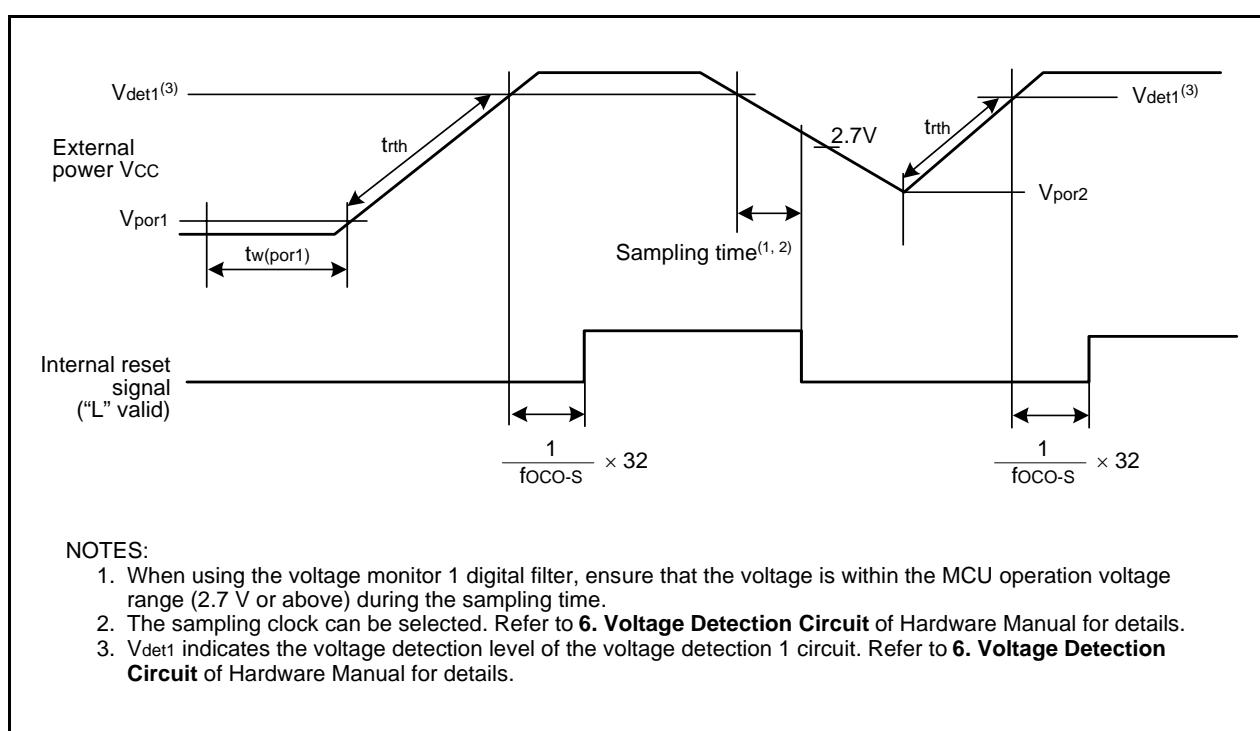 Vdet1(3)
Vdet1(3)
External
power VCC
trth
trth
2.7V
Vpor1
Vpor2
tw(por1)
Sampling time(1, 2)
Internal reset
signal
(“L” valid)
1
fOCO-S
× 32
1
fOCO-S
× 32
NOTES:
1. When using the voltage monitor 1 digital filter, ensure that the voltage is within the MCU operation voltage
range (2.7 V or above) during the sampling time.
2. The sampling clock can be selected. Refer to 6. Voltage Detection Circuit of Hardware Manual for details.
3. Vdet1 indicates the voltage detection level of the voltage detection 1 circuit. Refer to 6. Voltage Detection
Circuit of Hardware Manual for details.